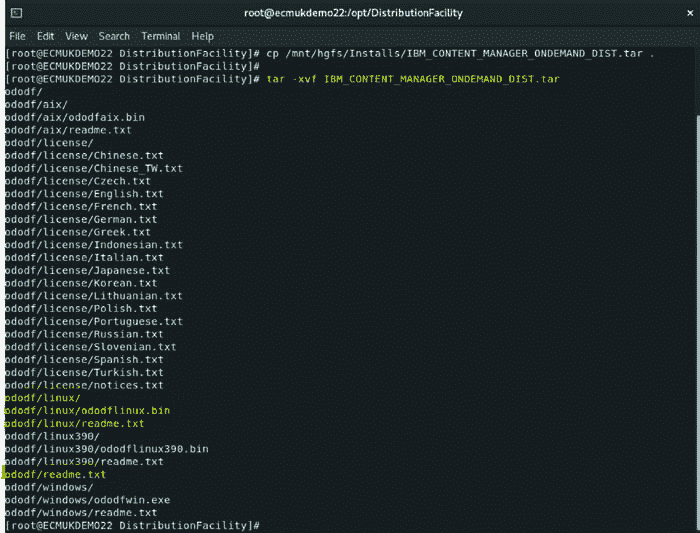 root@ecmukdemo22:/opt/DistributionFacility
File Edit View Search Terminal Help
[root@ECMUKDEMO22 DistributionFacility]# cp /mnt/hgfs/Installs/IBM_CONTENT_MANAGER_ONDEMAND_DIST.tar .
[root@ECMUKDEMO22 DistributionFacility]#
[root@ECMUKDEMO22 DistributionFacility]# tar -xvf IBM_CONTENT_MANAGER_ONDEMAND_DIST.tar
ododf/
ododf/aix/
ododf/aix/ododfaix.bin
ododf/aix/readme.txt
ododf/license/
ododf/license/Chinese.txt
ododf/license/Chinese_TW.txt
ododf/license/Czech.txt
ododf/license/English.txt
ododf/license/French.txt
ododf/license/German.txt
ododf/license/Greek.txt
ododf/license/Indonesian.txt
ododf/license/Italian.txt
ododf/license/Japanese.txt
ododf/license/Korean.txt
ododf/license/Lithuanian.txt
ododf/license/Polish.txt
ododf/license/Portuguese.txt
ododf/license/Russian.txt
ododf/license/Slovenian.txt
ododf/license/Spanish.txt
ododf/license/Turkish.txt
ododf/license/notices.txt
ododf/linux/
ododf/linux/ododflinux.bin
ododf/linux/readme.txt
ododf/linux390/
ododf/linux390/ododflinux390.bin
ododf/linux390/readme.txt
ododf/readme.txt
ododf/windows/
ododf/windows/ododfwin.exe
ododf/windows/readme.txt
[root@ECMUKDEMO22 DistributionFacility]#